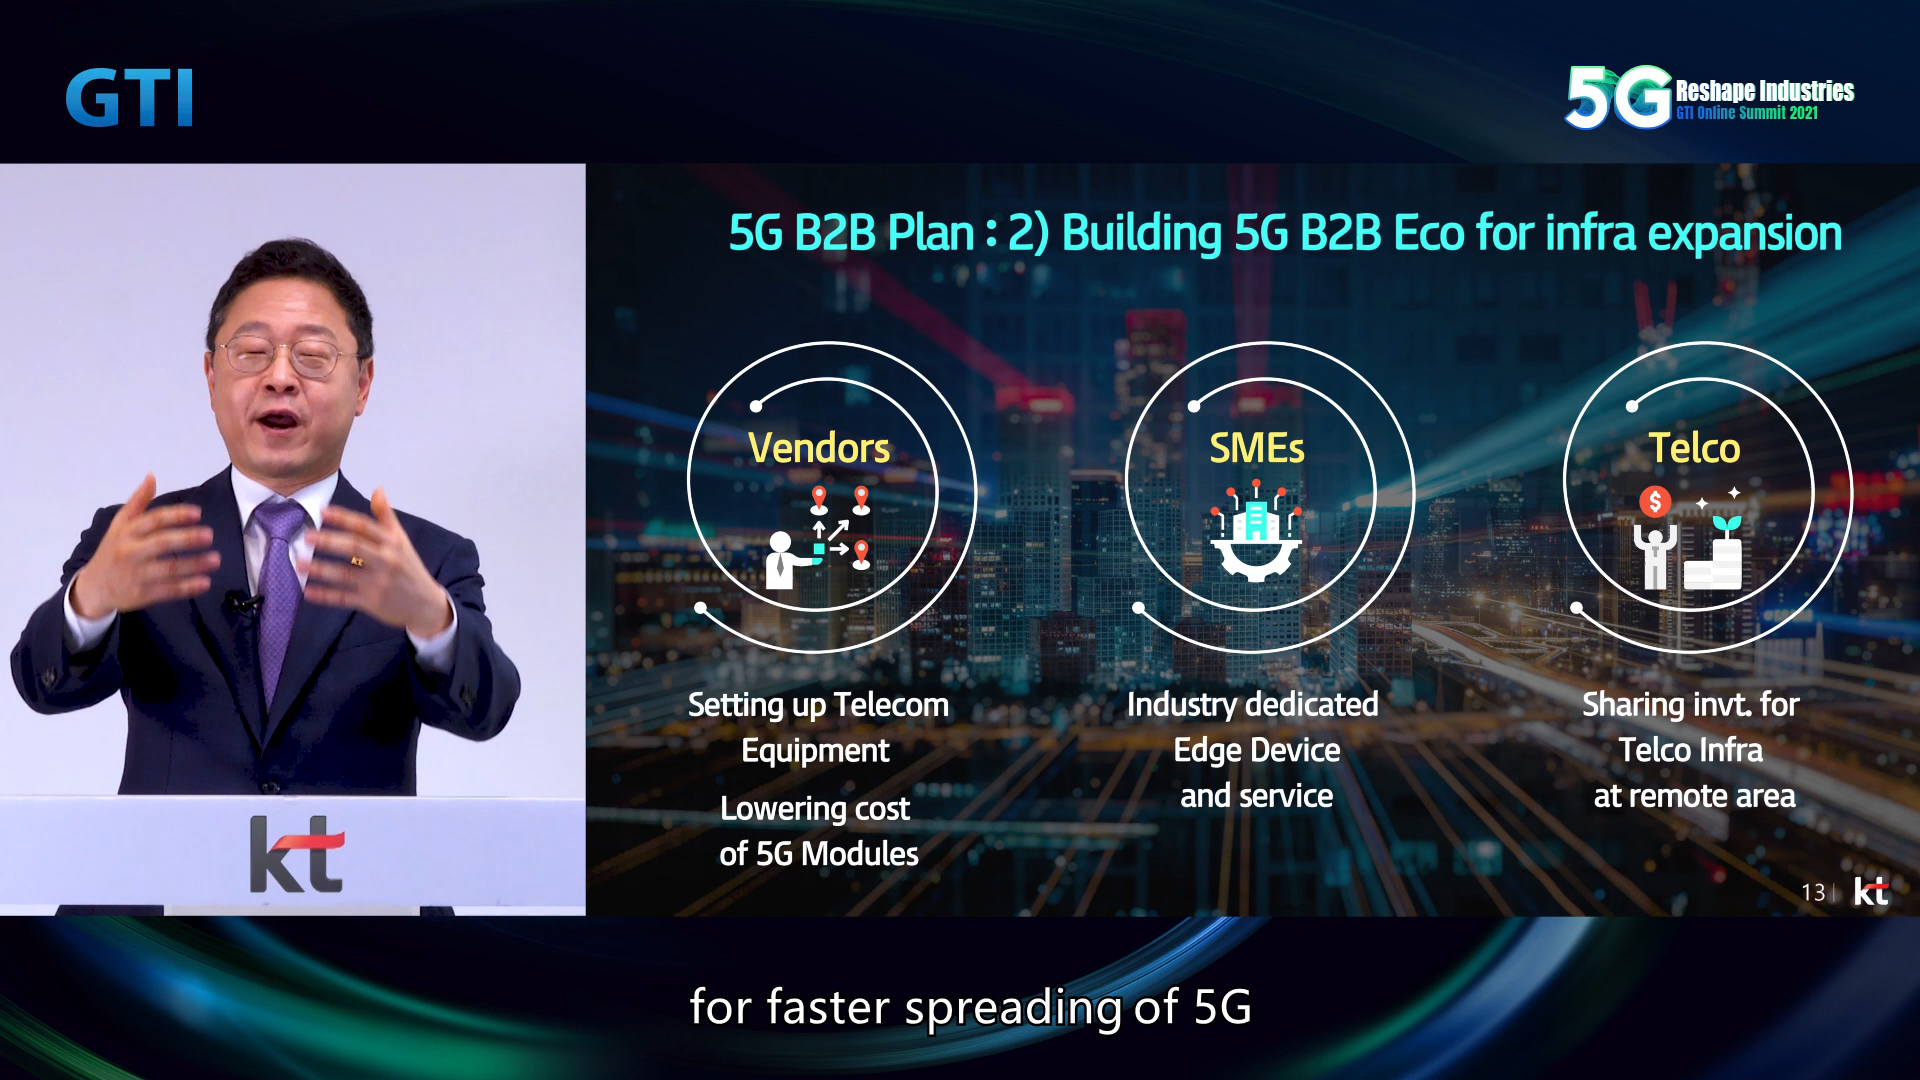 GTI
5G Reshape Industries
GTI Online Summit 2021
5G B2B Plan : 2) Building 5G B2B Eco for infra expansion
Vendors
Setting up Telecom
Equipment
Lowering cost
of 5G Modules
SMEs
Industry dedicated
Edge Device
and service
Telco
$
Sharing invt. for
Telco Infra
at remote area
kt
kt
13 | kt
for faster spreading of 5G